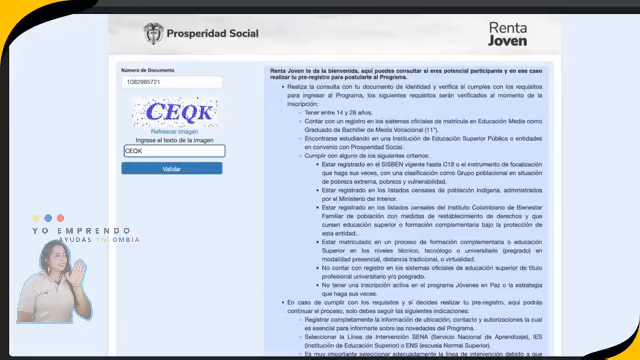 Prosperidad Social
Renta
Joven
Número de Documento
1082985721
CEQK
Refrescar imagen
Ingrese el texto de la imagen
CEQK
Validar
Renta Joven te da la bienvenida, aquí puedes consultar si eres potencial participante y en ese caso
realizar tu pre-registro para postularte al Programa.
• Realiza la consulta con tu documento de identidad y verifica si cumples con los requisitos
para ingresar al Programa, los siguientes requisitos serán verificados al momento de la
inscripción:
○ Tener entre 14 y 28 años.
○ Contar con un registro en los sistemas oficiales de matrícula en Educación Media como
Graduado de Bachiller de Media Vocacional (11°).
○ Encontrarse estudiando en una Institución de Educación Superior Pública o entidades
en convenio con Prosperidad Social.
○ Cumplir con alguno de los siguientes criterios:
▪ Estar registrado en el SISBEN vigente hasta C18 o el instrumento de focalización
que haga sus veces, con una clasificación como Grupo poblacional en situación
de pobreza extrema, pobreza y vulnerabilidad.
▪ Estar registrado en los listados censales de población indígena, administrados
por el Ministerio del Interior.
▪ Estar registrado en los listados censales del Instituto Colombiano de Bienestar
Familiar de población con medidas de restablecimiento de derechos y que
cursen educación superior o formación complementaria bajo la protección de
esta entidad..
▪ Estar matriculado en un proceso de formación complementaria o educación
Superior en los niveles técnico, tecnólogo o universitario (pregrado) en
modalidad presencial, distancia tradicional, o virtualidad.
▪ No contar con registro en los sistemas oficiales de educación superior de título
profesional universitario y/o posgrado.
▪ No tener una inscripción activa en el programa Jóvenes en Paz o la estrategia
que haga sus veces.
• En caso de cumplir con los requisitos y si decides realizar tu pre-registro, aquí podrás
continuar el proceso, solo debes seguir las siguientes indicaciones:
○ Registrar completamente la información de ubicación, contacto y autorizaciones la cual
es esencial para informarte sobre las novedades del Programa.
○ Seleccionar la Línea de Intervención SENA (Servicio Nacional de Aprendizaje), IES
(Institución de Educación Superior) o ENS (escuela Normal Superior).
○ Es muy importante seleccionar adecuadamente la línea de intervención debido a que
YO EMPRENDO
AYUDAS COLOMBIA